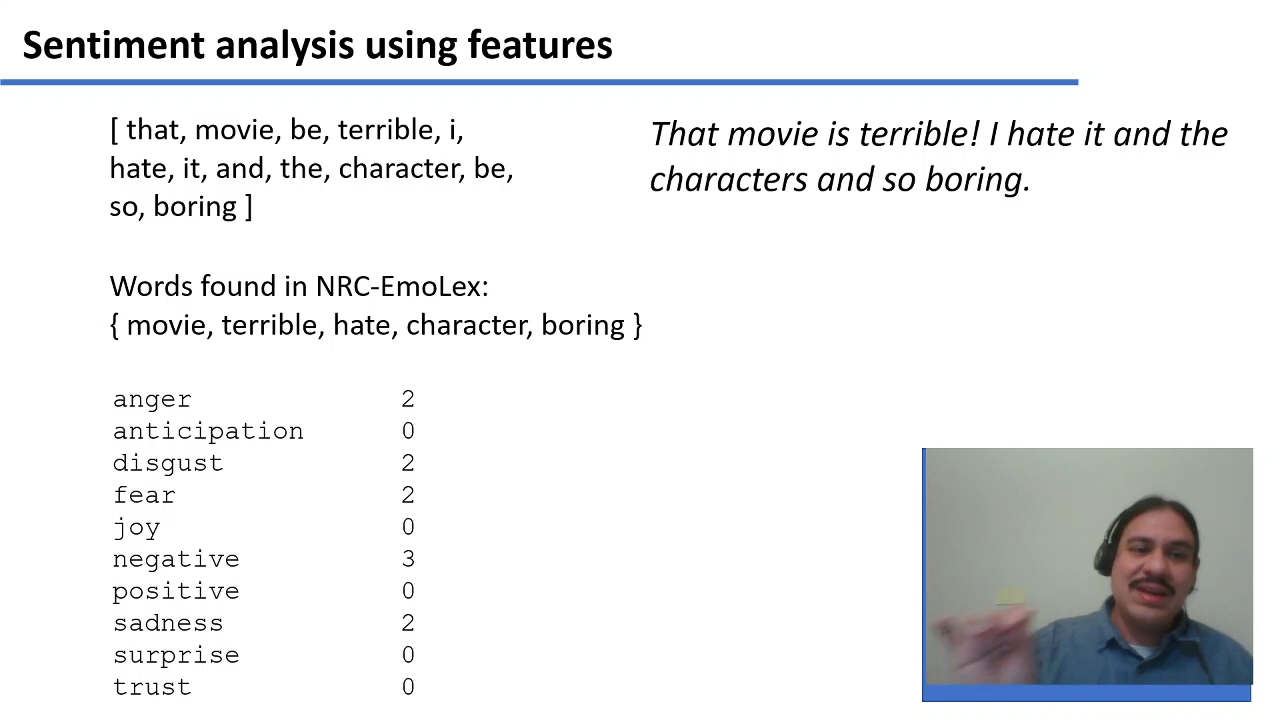 Sentiment analysis using features
[ that, movie, be, terrible, i,
hate, it, and, the, character, be,
so, boring ]
That movie is terrible! I hate it and the
characters and so boring.
Words found in NRC-EmoLex:
{ movie, terrible, hate, character, boring }
anger 2
anticipation 0
disgust 2
fear 2
joy 0
negative 3
positive 0
sadness 2
surprise 0
trust 0